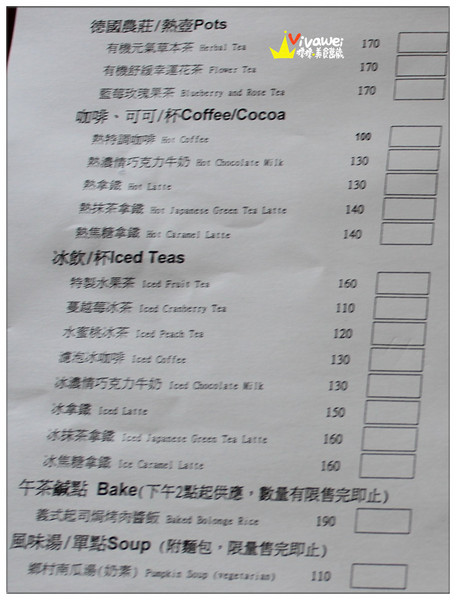 德國農莊/熱壺Pots
Vivawei
有機元氣草本茶 Herbal Tea 170
有機舒緩幸運花茶 Flower Tea 170
藍莓玫瑰果茶 Blueberry and Rose Tea 170
咖啡、可可/杯Coffee/Cocoa
熱特調咖啡 Hot Coffee 100
熱濃情巧克力牛奶 Hot Chocolate Milk 130
熱拿鐵 Hot Latte 130
熱抹茶拿鐵 Hot Japanese Green Tea Latte 140
熱焦糖拿鐵 Hot Caramel Latte 140
冰飲/杯Iced Teas
特製水果茶 Iced Fruit Tea 160
蔓越莓冰茶 Iced Cranberry Tea 110
水蜜桃冰茶 Iced Peach Tea 120
濾泡冰咖啡 Iced Coffee 130
冰濃情巧克力牛奶 Iced Chocolate Milk 130
冰拿鐵 Iced Latte 150
冰抹茶拿鐵 Iced Japanese Green Tea Latte 160
冰焦糖拿鐵 Ice Caramel Latte 160
午茶鹹點 Bake(下午2點起供應，數量有限售完即止)
義式起司焗烤肉醬飯 Baked Bolonge Rice 190
風味湯/單點Soup (附麵包，限量售完即止)
鄉村南瓜湯(奶素) Pumpkin Soup (vegetarian) 110